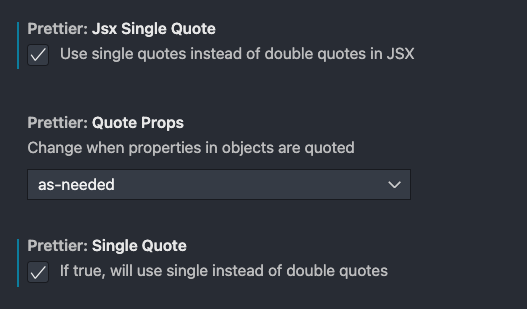 Prettier: Jsx Single Quote
Use single quotes instead of double quotes in JSX
Prettier: Quote Props
Change when properties in objects are quoted
as-needed
Prettier: Single Quote
If true, will use single instead of double quotes